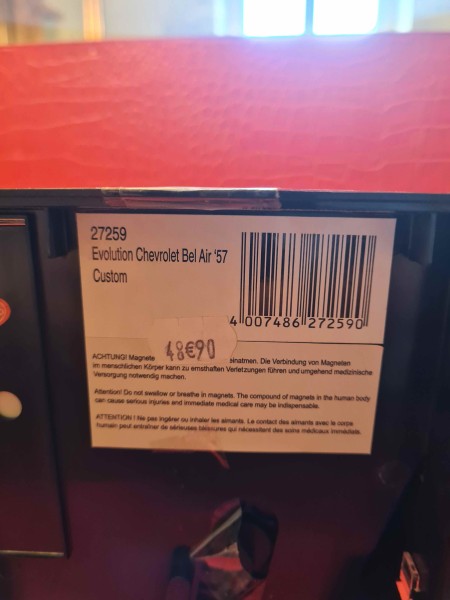 27259
Evolution Chevrolet Bel Air '57
Custom
4 007486 272590
48€90
ACHTUNG! Magnete einatmen. Die Verbindung von Magneten
im menschlichen Körper kann zu ernsthaften Verletzungen führen und umgehend medizinische
Versorgung notwendig machen.
Attention! Do not swallow or breathe in magnets. The compound of magnets in the human body
can cause serious injuries and immediate medical care may be indispensable.
ATTENTION ! Ne pas ingérer ou inhaler les aimants. Le contact des aimants avec le corps
humain peut entraîner de sérieuses blessures qui nécessitent des soins médicaux immédiats.